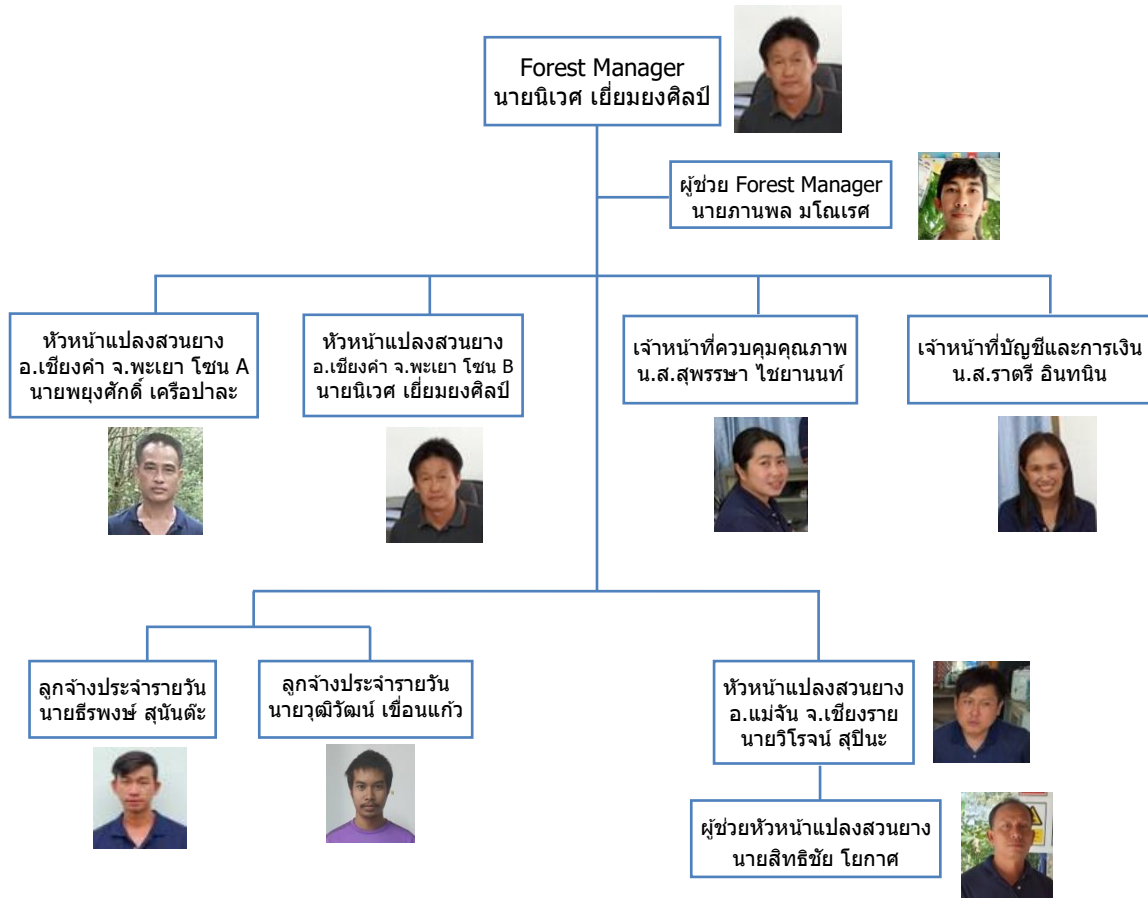 Forest Manager
นายนิเวศ เยี่ยมยงศิลป์
ผู้ช่วย Forest Manager
นายภานพล มโณเรศ
หัวหน้าแปลงสวนยาง
อ.เชียงคำ จ.พะเยา โซน A
นายพยุงศักดิ์ เครือปาละ
หัวหน้าแปลงสวนยาง
อ.เชียงคำ จ.พะเยา โซน B
นายนิเวศ เยี่ยมยงศิลป์
เจ้าหน้าที่ควบคุมคุณภาพ
น.ส.สุพรรษา ไชยานนท์
เจ้าหน้าที่บัญชีและการเงิน
น.ส.ราตรี อินทนิน
ลูกจ้างประจำรายวัน
นายธีรพงษ์ สุนันต๊ะ
ลูกจ้างประจำรายวัน
นายวุฒิวัฒน์ เขื่อนแก้ว
หัวหน้าแปลงสวนยาง
อ.แม่จัน จ.เชียงราย
นายวิโรจน์ สุปินะ
ผู้ช่วยหัวหน้าแปลงสวนยาง
นายสิทธิชัย โยกาศ